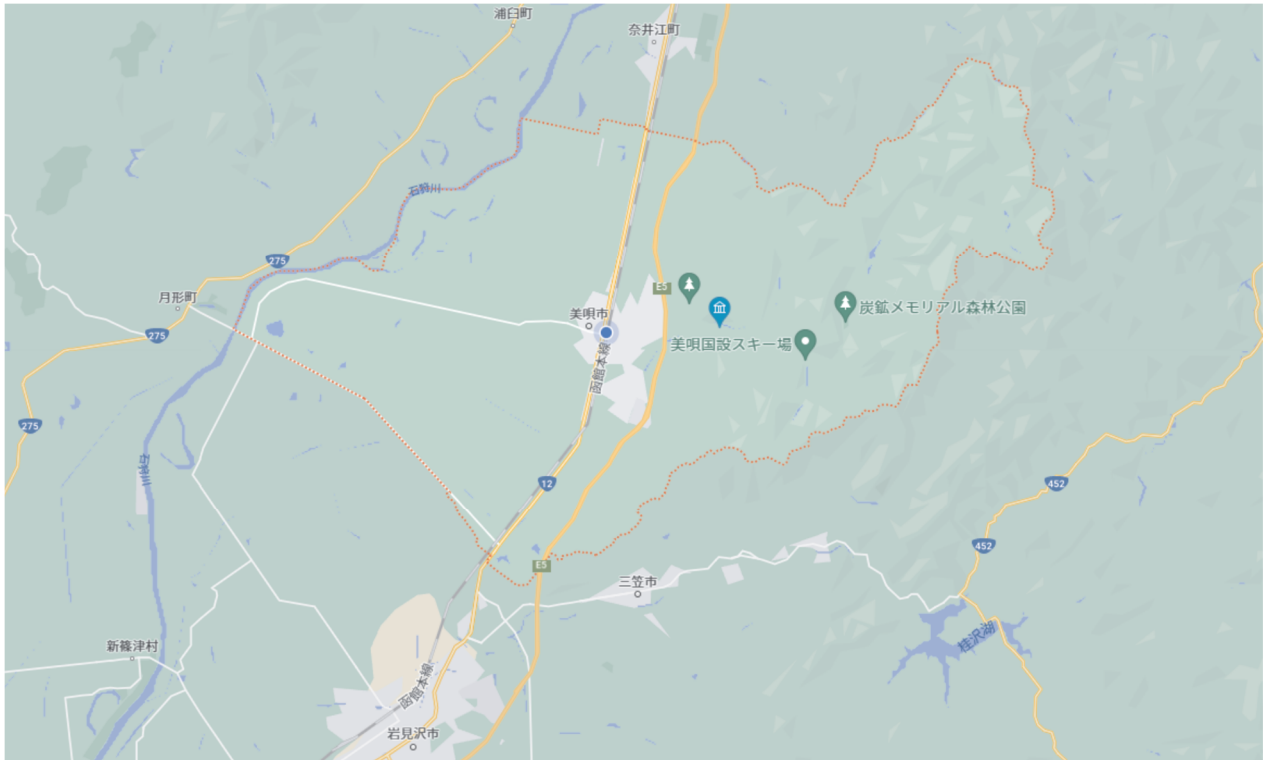 浦臼町
奈井江町
石狩川
275
月形町
275
E5
美唄市
炭鉱メモリアル森林公園
美唄国設スキー場
函館本線
275
石狩川
12
452
452
E5
三笠市
新篠津村
桂沢湖
函館本線
岩見沢市